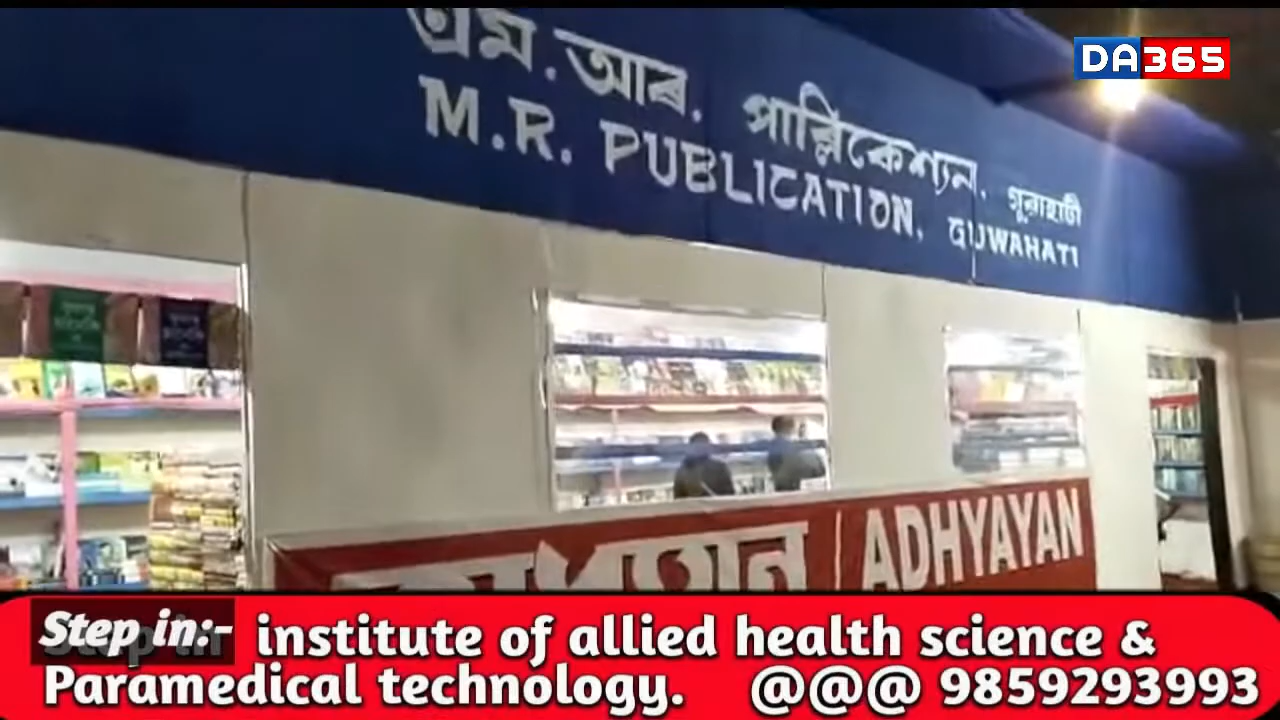 DA365
এম. আৰ. পাব্লিকেশ্যন, গুৱাহাটী
M.R. PUBLICATION, GUWAHATI
ADHYAYAN
Step in:- institute of allied health science &
Paramedical technology. @@@ 9859293993